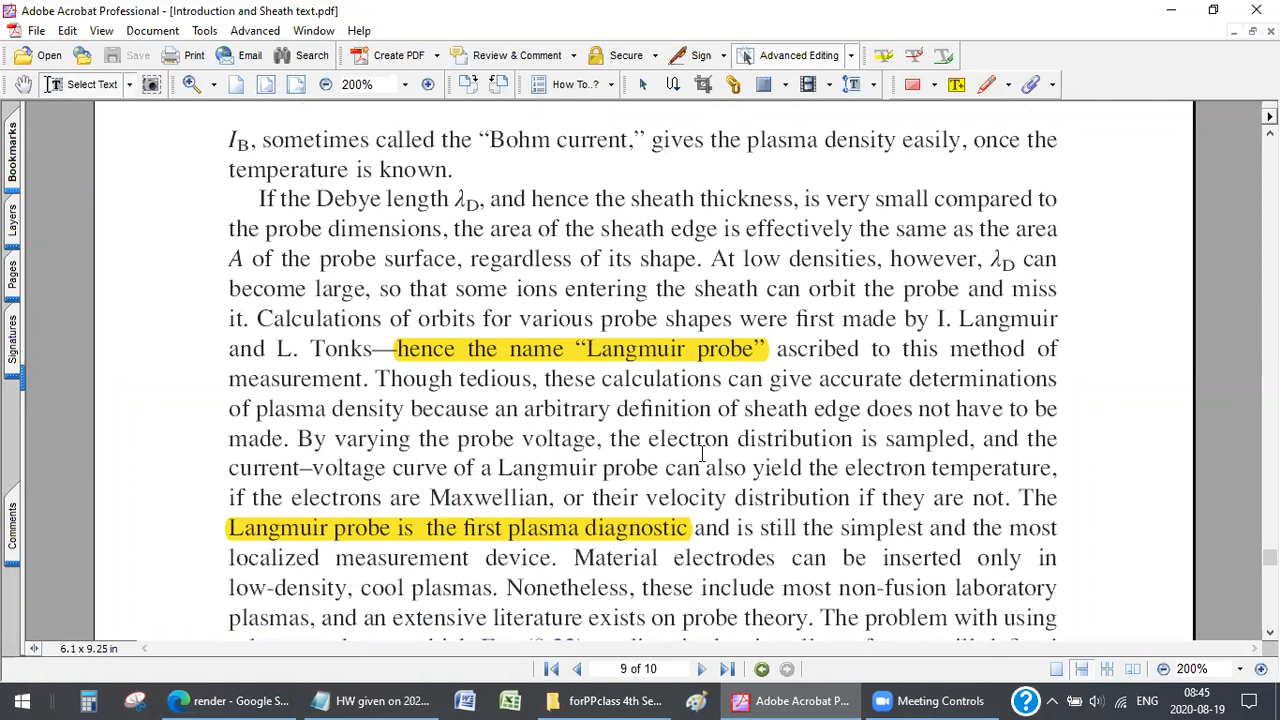 Adobe Acrobat Professional - [Introduction and Sheath text.pdf]
File Edit View Document Tools Advanced Window Help
Open Save Print Email Search Create PDF Review & Comment Secure Sign Advanced Editing
Select Text 200% How To..?
Bookmarks
Layers
Pages
Signatures
Comments
I_B, sometimes called the “Bohm current,” gives the plasma density easily, once the
temperature is known.
If the Debye length λ_D, and hence the sheath thickness, is very small compared to
the probe dimensions, the area of the sheath edge is effectively the same as the area
A of the probe surface, regardless of its shape. At low densities, however, λ_D can
become large, so that some ions entering the sheath can orbit the probe and miss
it. Calculations of orbits for various probe shapes were first made by I. Langmuir
and L. Tonks—hence the name “Langmuir probe” ascribed to this method of
measurement. Though tedious, these calculations can give accurate determinations
of plasma density because an arbitrary definition of sheath edge does not have to be
made. By varying the probe voltage, the electron distribution is sampled, and the
current–voltage curve of a Langmuir probe can also yield the electron temperature,
if the electrons are Maxwellian, or their velocity distribution if they are not. The
Langmuir probe is the first plasma diagnostic and is still the simplest and the most
localized measurement device. Material electrodes can be inserted only in
low-density, cool plasmas. Nonetheless, these include most non-fusion laboratory
plasmas, and an extensive literature exists on probe theory. The problem with using
6.1 x 9.25 in
9 of 10
200%
render - Google S... HW given on 202... forPPclass 4th Se... Adobe Acrobat P... Meeting Controls
ENG
08:45
2020-08-19